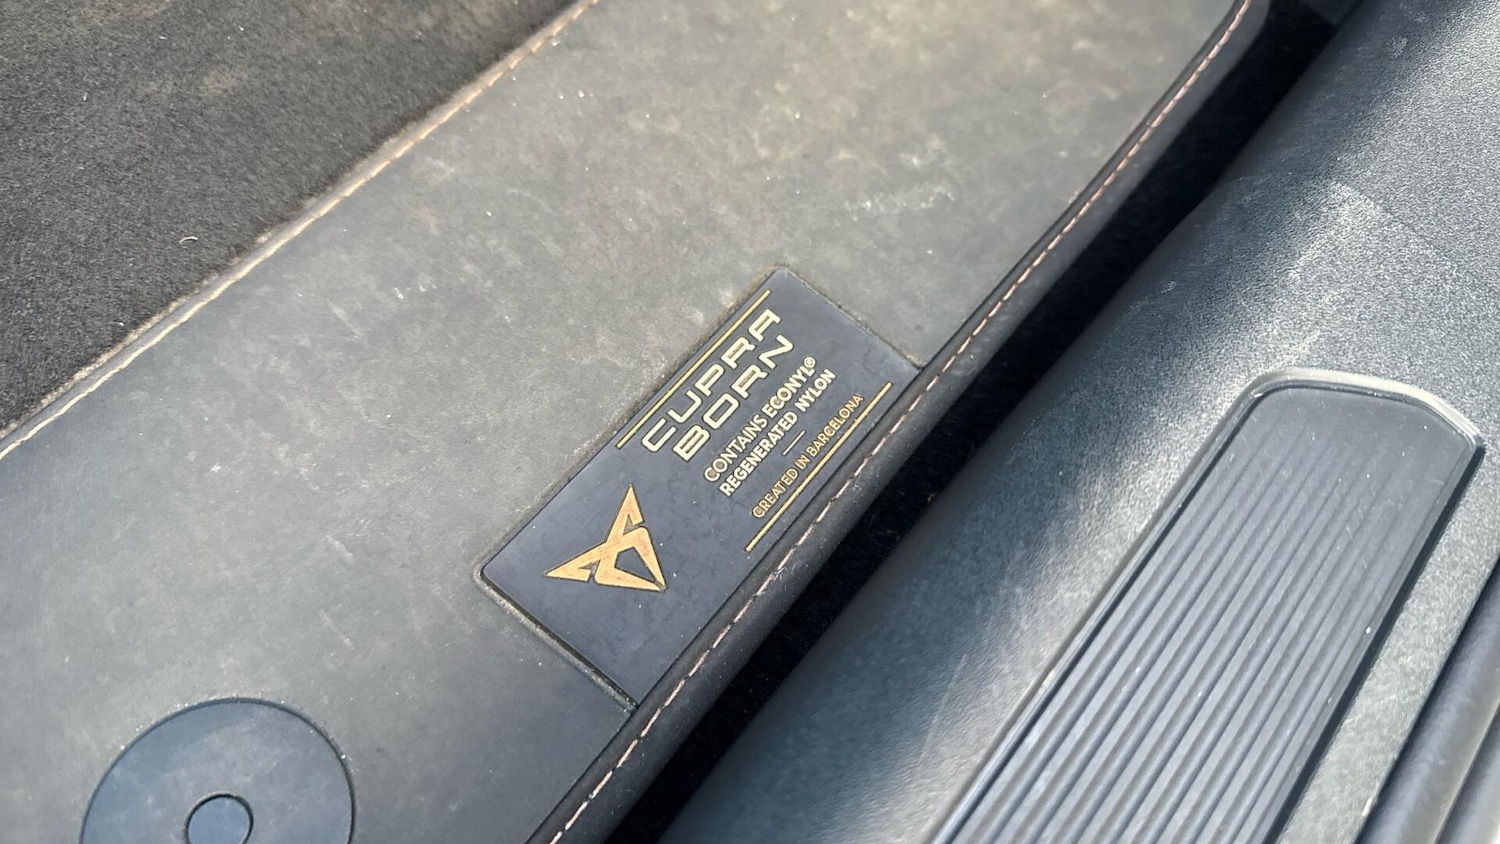 CUPRA
BORN
CONTAINS ECONYL®
REGENERATED NYLON
CREATED IN BARCELONA